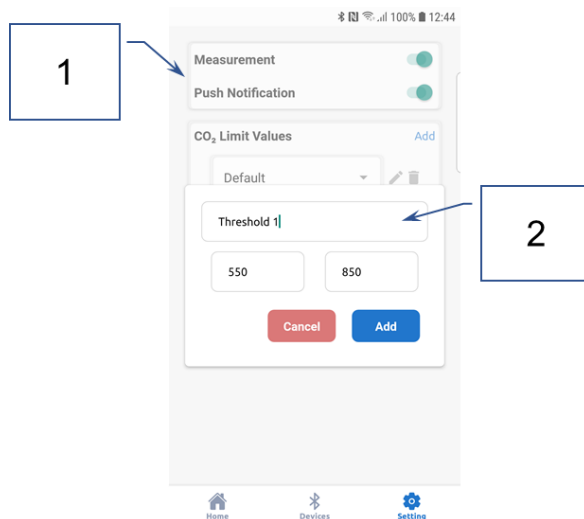 100% 12:44
1
Measurement
Push Notification
CO₂ Limit Values Add
Default
Threshold 1
2
550 850
Cancel Add
Home Devices Setting